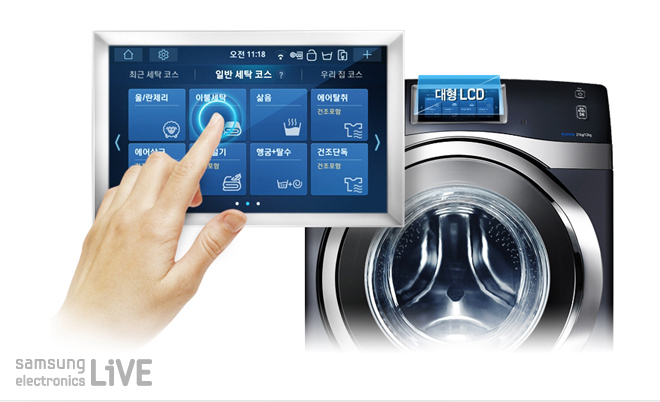 오전 11:18
최근 세탁 코스
일반 세탁 코스 ?
우리 집 코스
울/란제리
이불세탁
삶음
에어탈취
건조포함
헹굼+탈수
건조단독
건조포함
대형 LCD
samsung
electronics LiVE